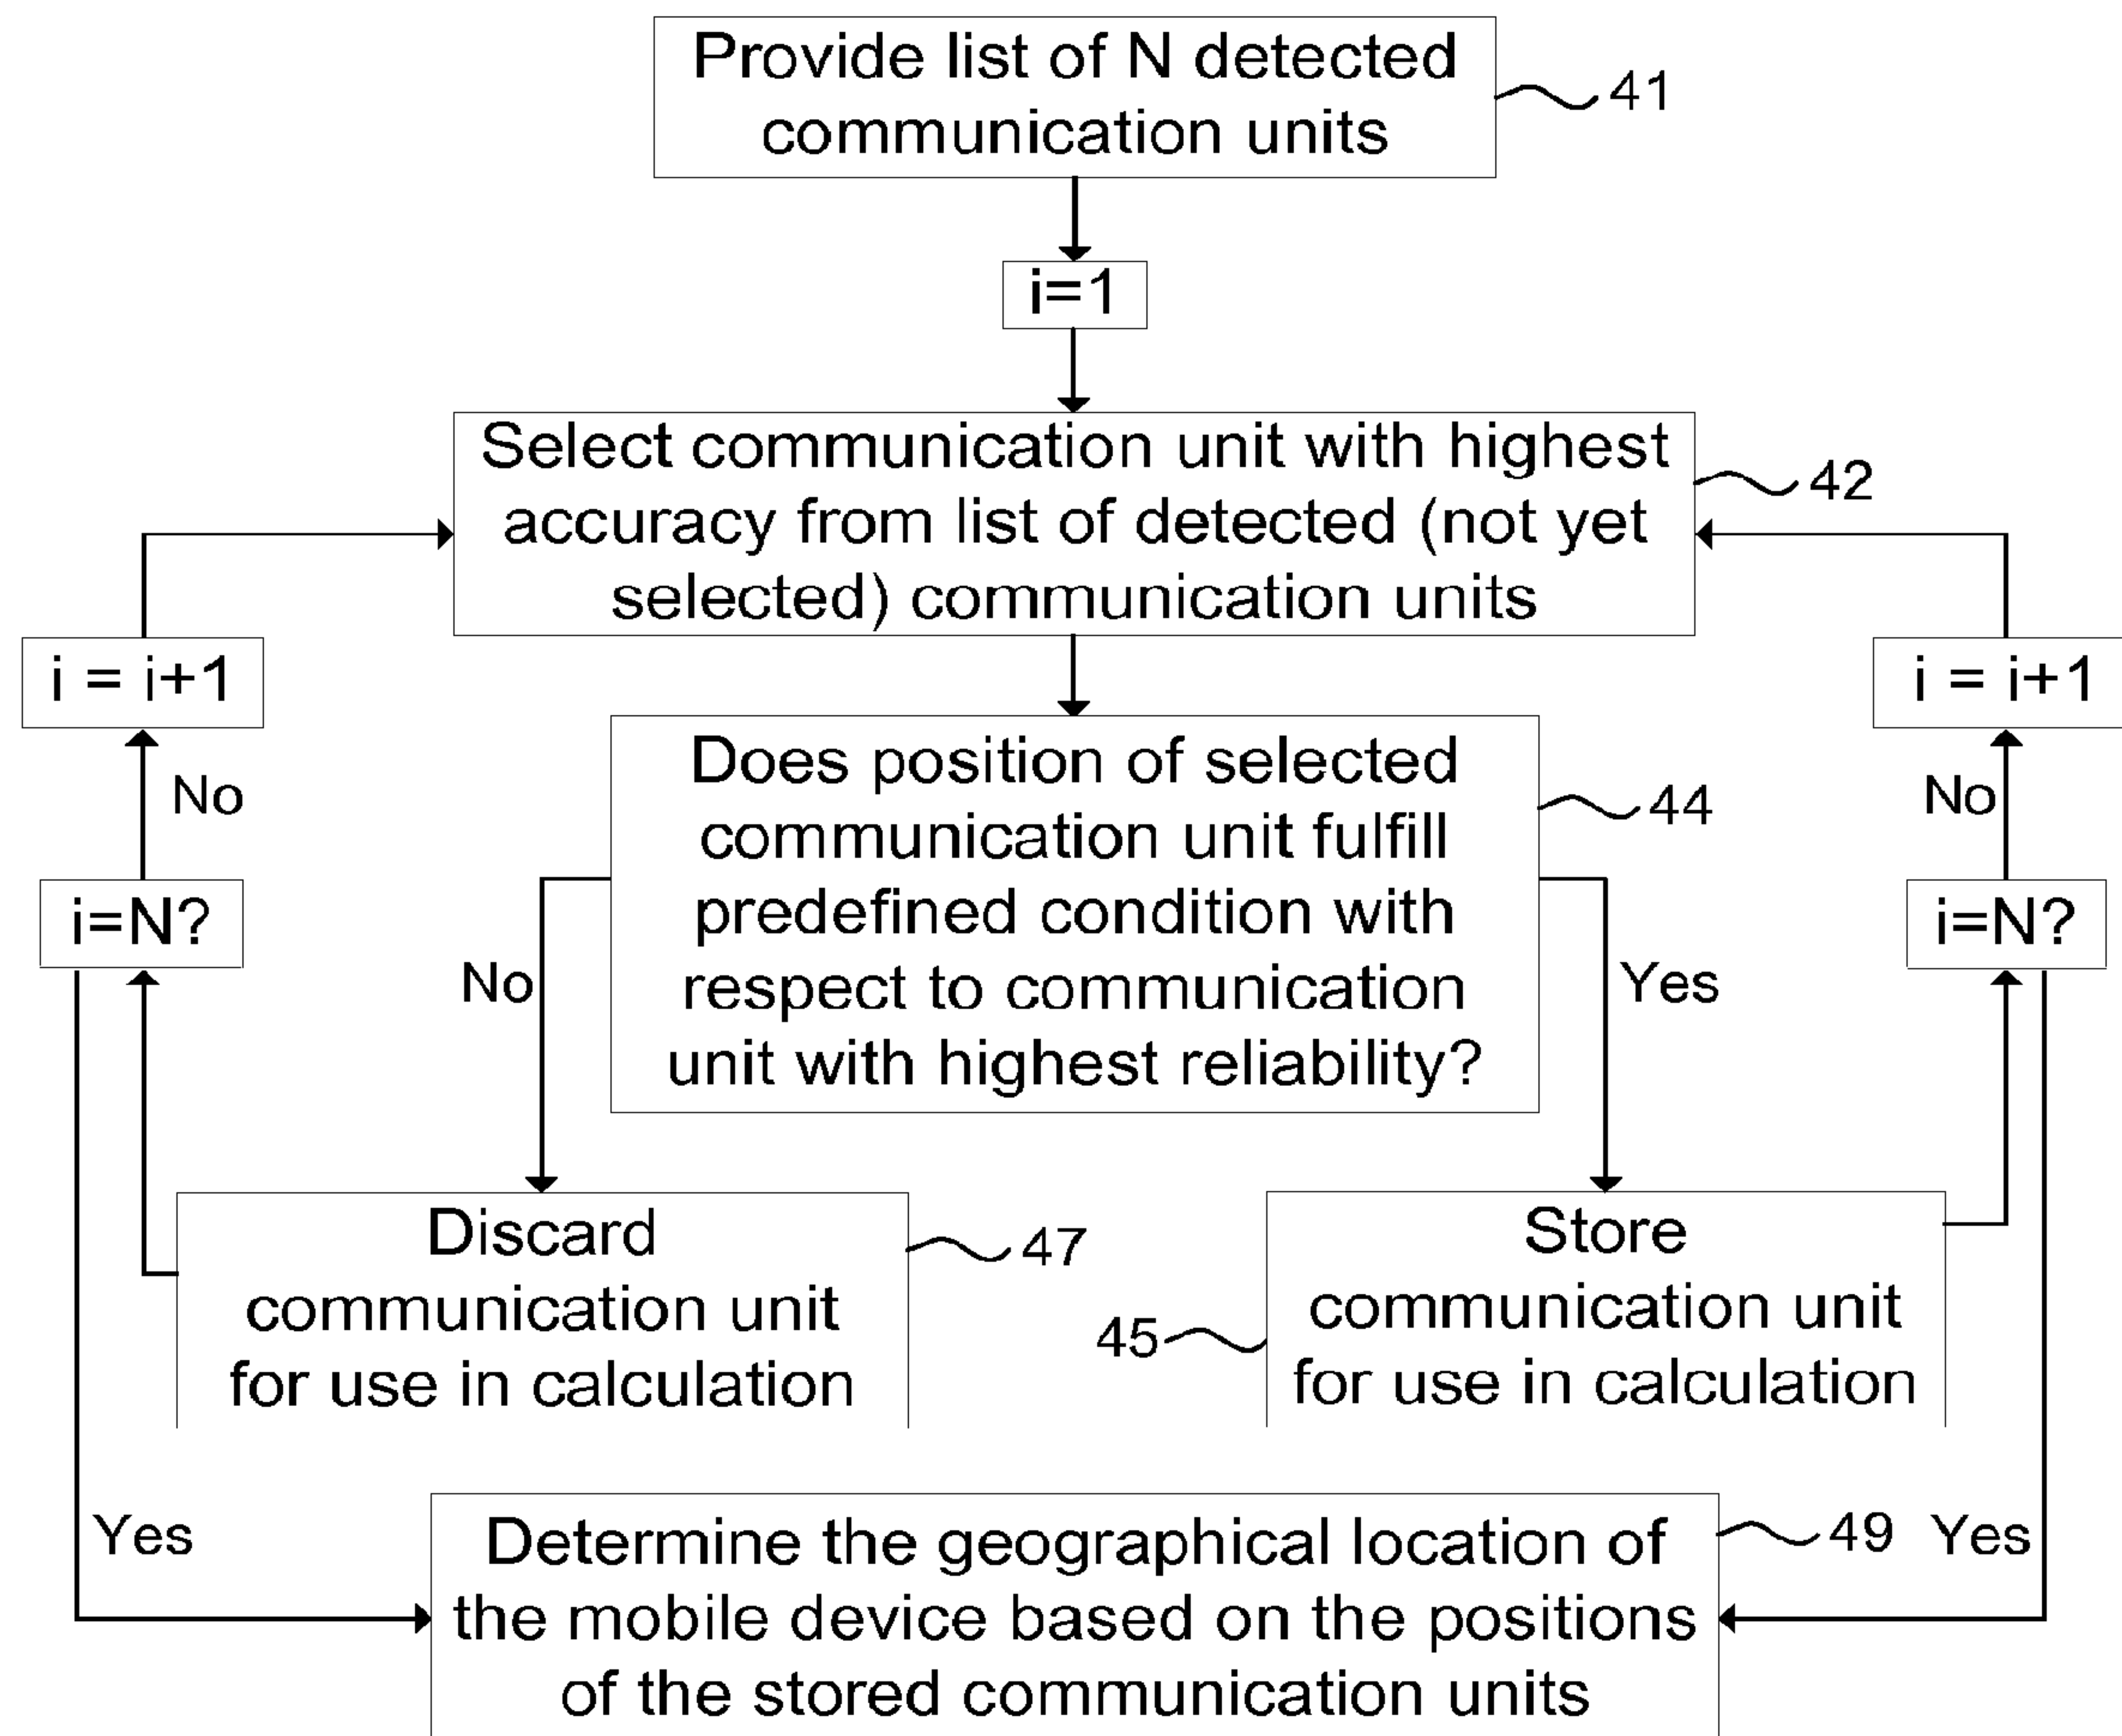 Provide list of N detected
communication units
41
i=1
Select communication unit with highest
accuracy from list of detected (not yet
selected) communication units
42
i = i+1
i = i+1
No
No
Does position of selected
communication unit fulfill
predefined condition with
respect to communication
unit with highest reliability?
44
i=N?
i=N?
No
Yes
Discard
communication unit
for use in calculation
47
45
Store
communication unit
for use in calculation
Yes
Determine the geographical location of
the mobile device based on the positions
of the stored communication units
49
Yes